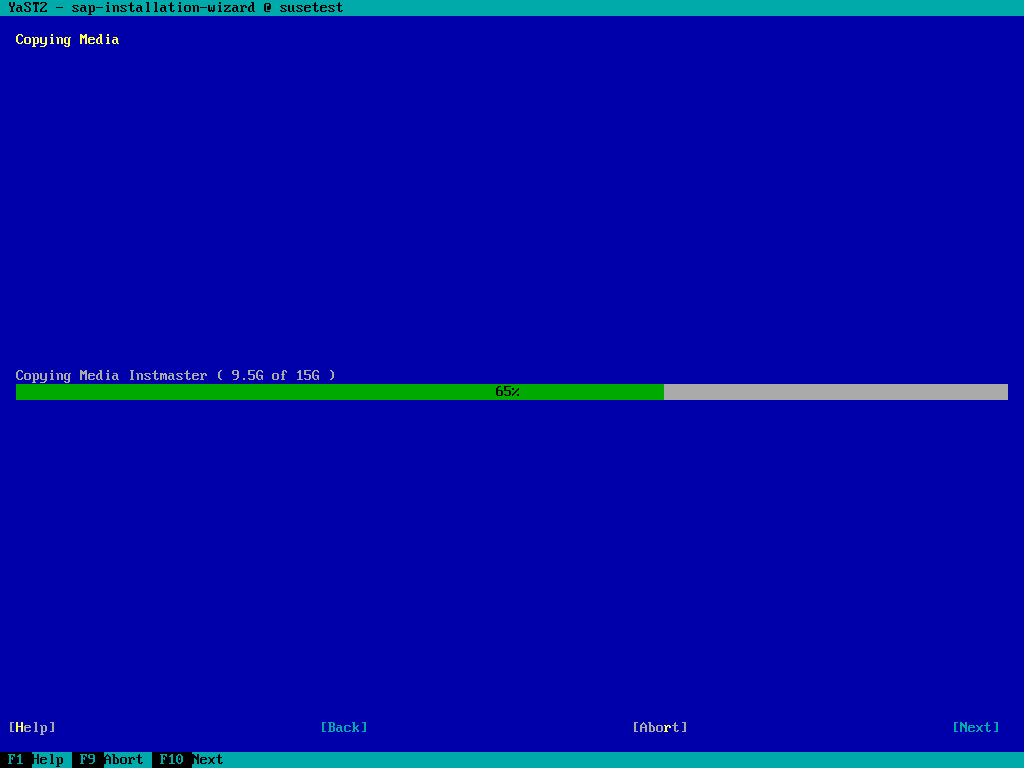 YaST2 - sap-installation-wizard @ susetest
Copying Media
Copying Media Instmaster ( 9.5G of 15G )
65%
[Help] [Back] [Abort] [Next]
F1 Help F9 Abort F10 Next